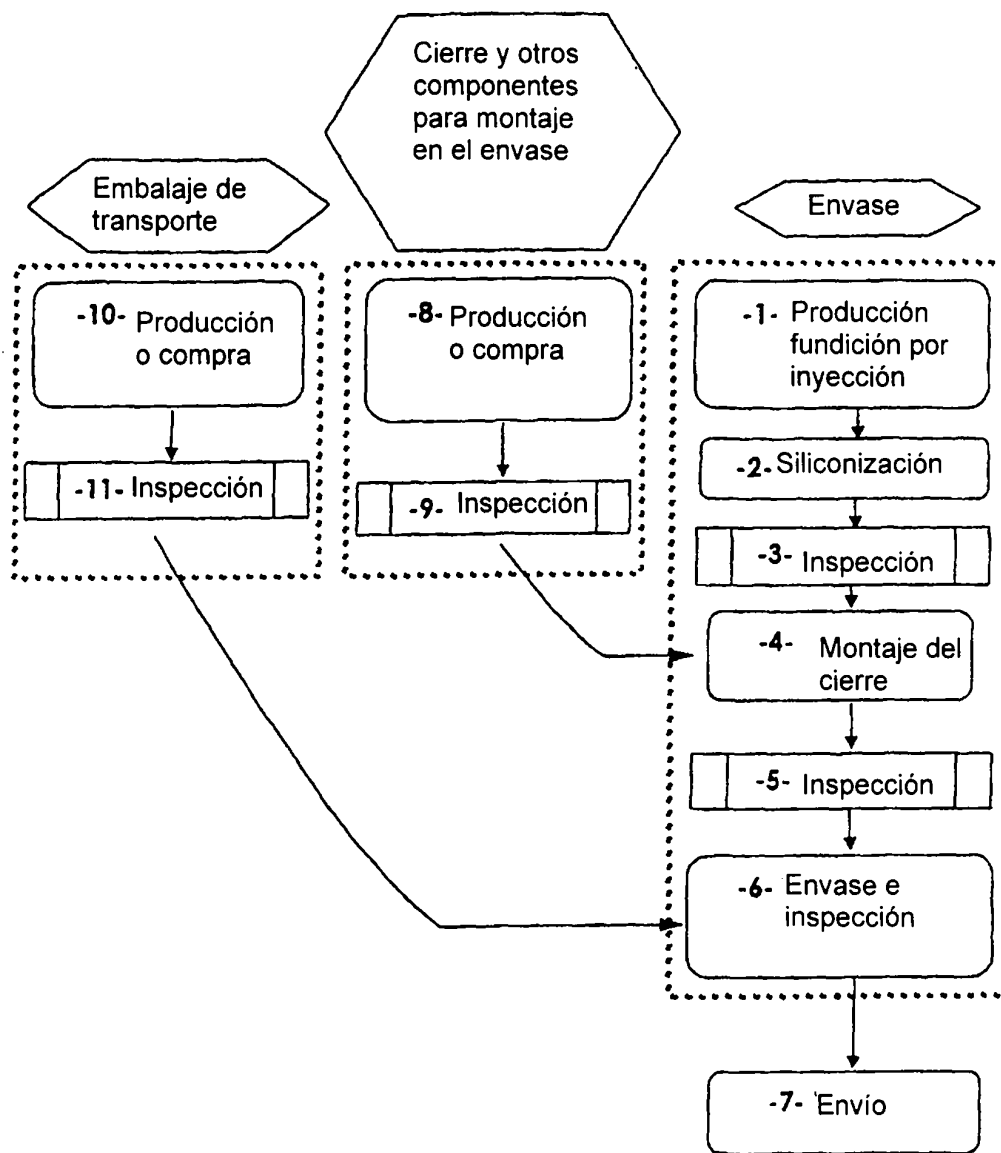 Cierre y otros
componentes
para montaje
en el envase
Embalaje de
transporte
Envase
-10- Producción
o compra
-11- Inspección
-8- Producción
o compra
-9- Inspección
-1- Producción
fundición por
inyección
-2- Siliconización
-3- Inspección
-4- Montaje del
cierre
-5- Inspección
-6- Envase e
inspección
-7- Envío